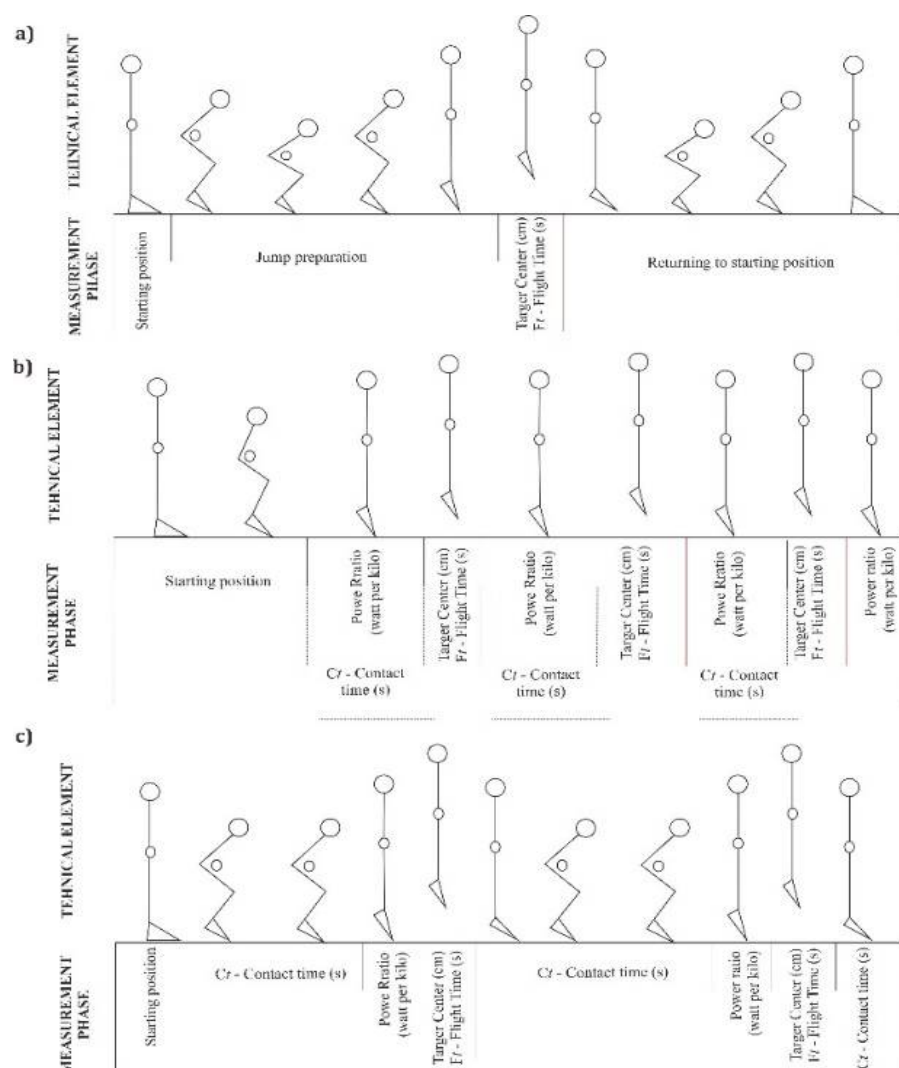 a)
TEHNICAL ELEMENT
MEASUREMENT
PHASE
Starting position
Jump preparation
Targer Center (cm)
Ft - Flight Time (s)
Returning to starting position
b)
TEHNICAL ELEMENT
MEASUREMENT
PHASE
Starting position
Powe Rratio
(watt per kilo)
Targer Center (cm)
Ft - Flight Time (s)
Powe Rratio
(watt per kilo)
Targer Center (cm)
Ft - Flight Time (s)
Powe Rratio
(watt per kilo)
Targer Center (cm)
Ft - Flight Time (s)
Power ratio
(watt per kilo)
Ct - Contact
time (s)
Ct - Contact
time (s)
Ct - Contact
time (s)
c)
TEHNICAL ELEMENT
MEASUREMENT
PHASE
Starting position
Ct - Contact time (s)
Powe Rratio
(watt per kilo)
Targer Center (cm)
Ft - Flight Time (s)
Ct - Contact time (s)
Power ratio
(watt per kilo)
Targer Center (cm)
Ft - Flight Time (s)
Ct - Contact time (s)